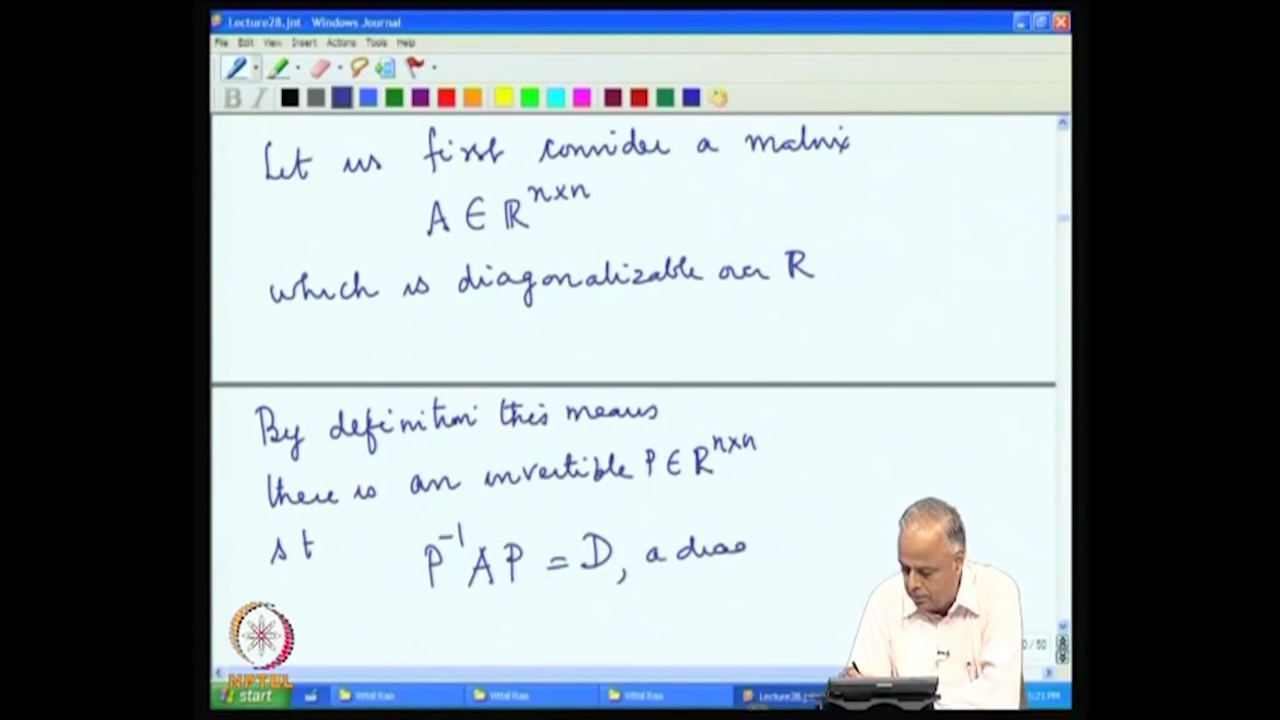 Lecture28.jnt - Windows Journal
File Edit View Insert Actions Tools Help
B I
Let us first consider a matrix
A ∈ ℝ^{n×n}
which is diagonalizable over ℝ
By definition this means
there is an invertible P ∈ ℝ^{n×n}
s t P^{-1} A P = D, a diag
NPTEL
start Vittal Rao Vittal Rao Vittal Rao Lecture28.jn